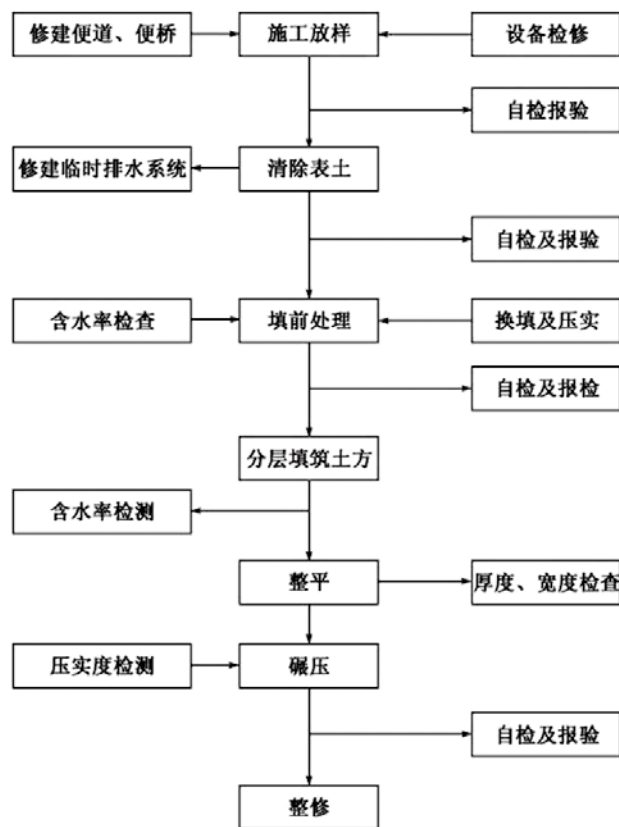 修建便道、便桥
施工放样
设备检修
自检报验
修建临时排水系统
清除表土
自检及报验
含水率检查
填前处理
换填及压实
自检及报检
分层填筑土方
含水率检测
整平
厚度、宽度检查
压实度检测
碾压
自检及报验
整修